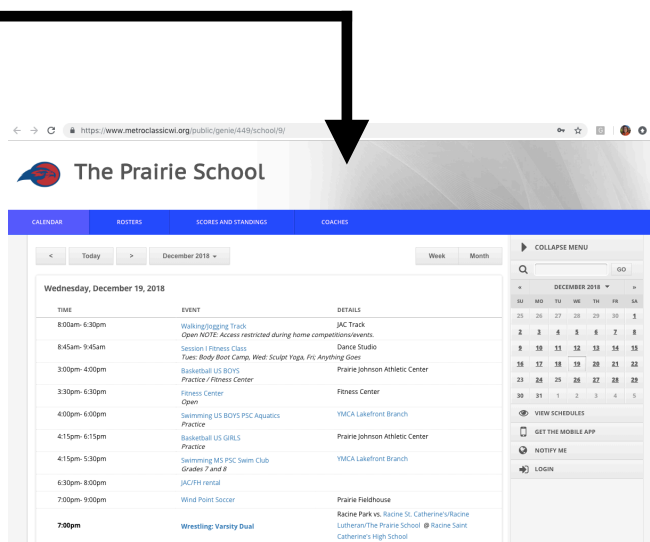 https://www.metroclassicwi.org/public/genie/449/school/9/
The Prairie School
CALENDAR ROSTERS SCORES AND STANDINGS COACHES
< Today > December 2018 Week Month
Wednesday, December 19, 2018
TIME EVENT DETAILS
8:00am- 6:30pm Walking/Jogging Track JAC Track
Open NOTE: Access restricted during home competitions/events.
8:45am- 9:45am Session I Fitness Class Dance Studio
Tues: Body Boot Camp, Wed: Sculpt Yoga, Fri: Anything Goes
3:00pm- 4:00pm Basketball US BOYS Prairie Johnson Athletic Center
Practice / Fitness Center
3:30pm- 6:30pm Fitness Center Fitness Center
Open
4:00pm- 6:00pm Swimming US BOYS PSC Aquatics YMCA Lakefront Branch
Practice
4:15pm- 6:15pm Basketball US GIRLS Prairie Johnson Athletic Center
Practice
4:15pm- 5:30pm Swimming MS PSC Swim Club YMCA Lakefront Branch
Grades 7 and 8
6:30pm- 8:00pm JAC/FH rental
7:00pm- 9:00pm Wind Point Soccer Prairie Fieldhouse
Racine Park vs. Racine St. Catherine's/Racine
7:00pm Wrestling: Varsity Dual Lutheran/The Prairie School @ Racine Saint
Catherine's High School
COLLAPSE MENU
GO
« DECEMBER 2018 »
SU MO TU WE TH FR SA
25 26 27 28 29 30 1
2 3 4 5 6 7 8
9 10 11 12 13 14 15
16 17 18 19 20 21 22
23 24 25 26 27 28 29
30 31 1 2 3 4 5
VIEW SCHEDULES
GET THE MOBILE APP
NOTIFY ME
LOGIN